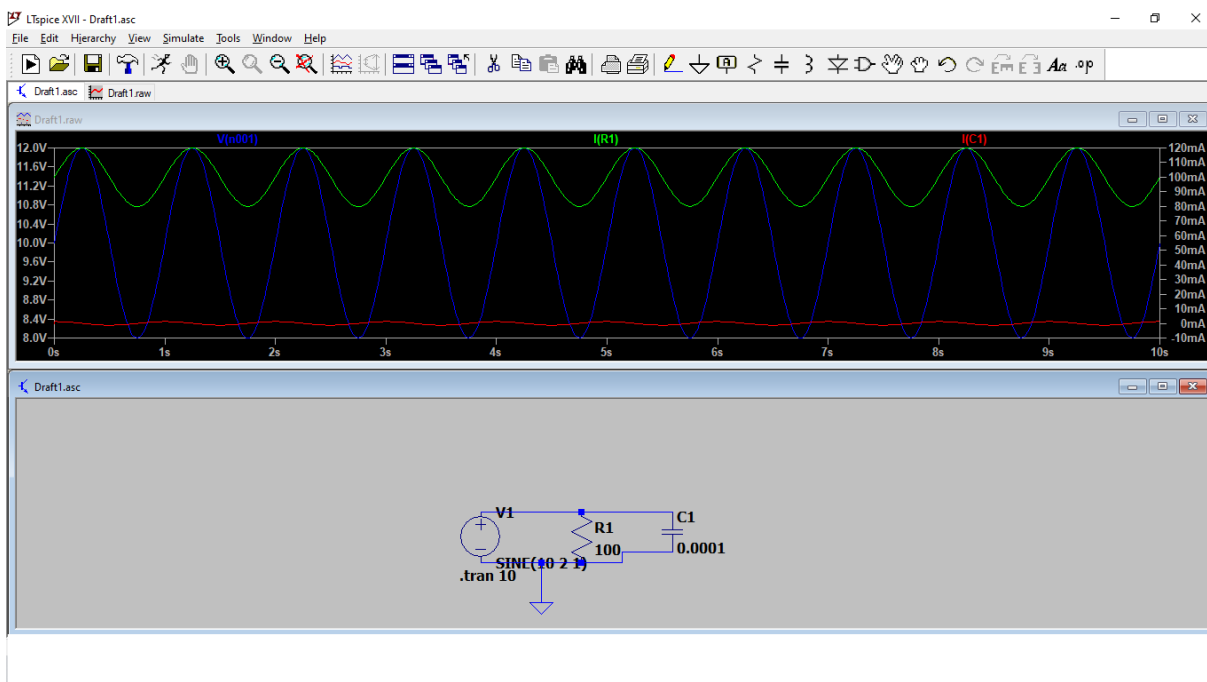 LTspice XVII - Draft1.asc
File Edit Hierarchy View Simulate Tools Window Help
A Aa .op
Draft1.asc Draft1.raw
Draft1.raw
V(n001) I(R1) I(C1)
12.0V 120mA
11.6V 110mA
11.2V 100mA
10.8V 90mA
10.4V 80mA
10.0V 70mA
9.6V 60mA
9.2V 50mA
8.8V 40mA
8.4V 30mA
8.0V 20mA
10mA
0mA
-10mA
0s 1s 2s 3s 4s 5s 6s 7s 8s 9s 10s
Draft1.asc
V1
R1
100
C1
0.0001
SINE(10 2 1)
.tran 10